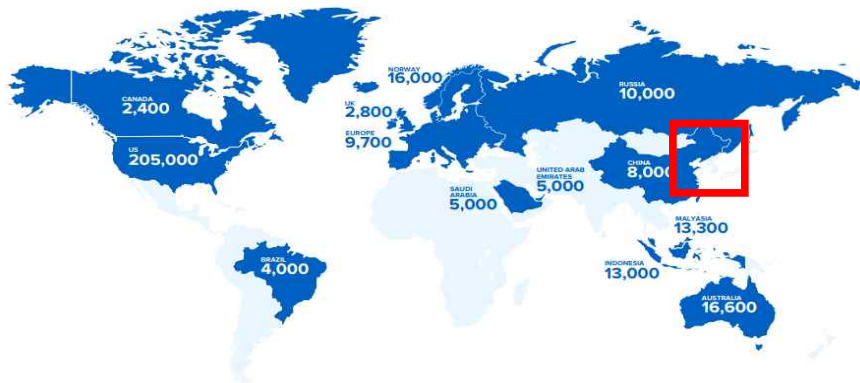 NORWAY
16,000
CANADA
2,400
RUSSIA
10,000
UK
2,800
EUROPE
9,700
US
205,000
CHINA
8,000
UNITED ARAB
EMIRATES
5,000
SAUDI
ARABIA
5,000
MALYASIA
13,300
BRAZIL
4,000
INDONESIA
13,000
AUSTRALIA
16,600